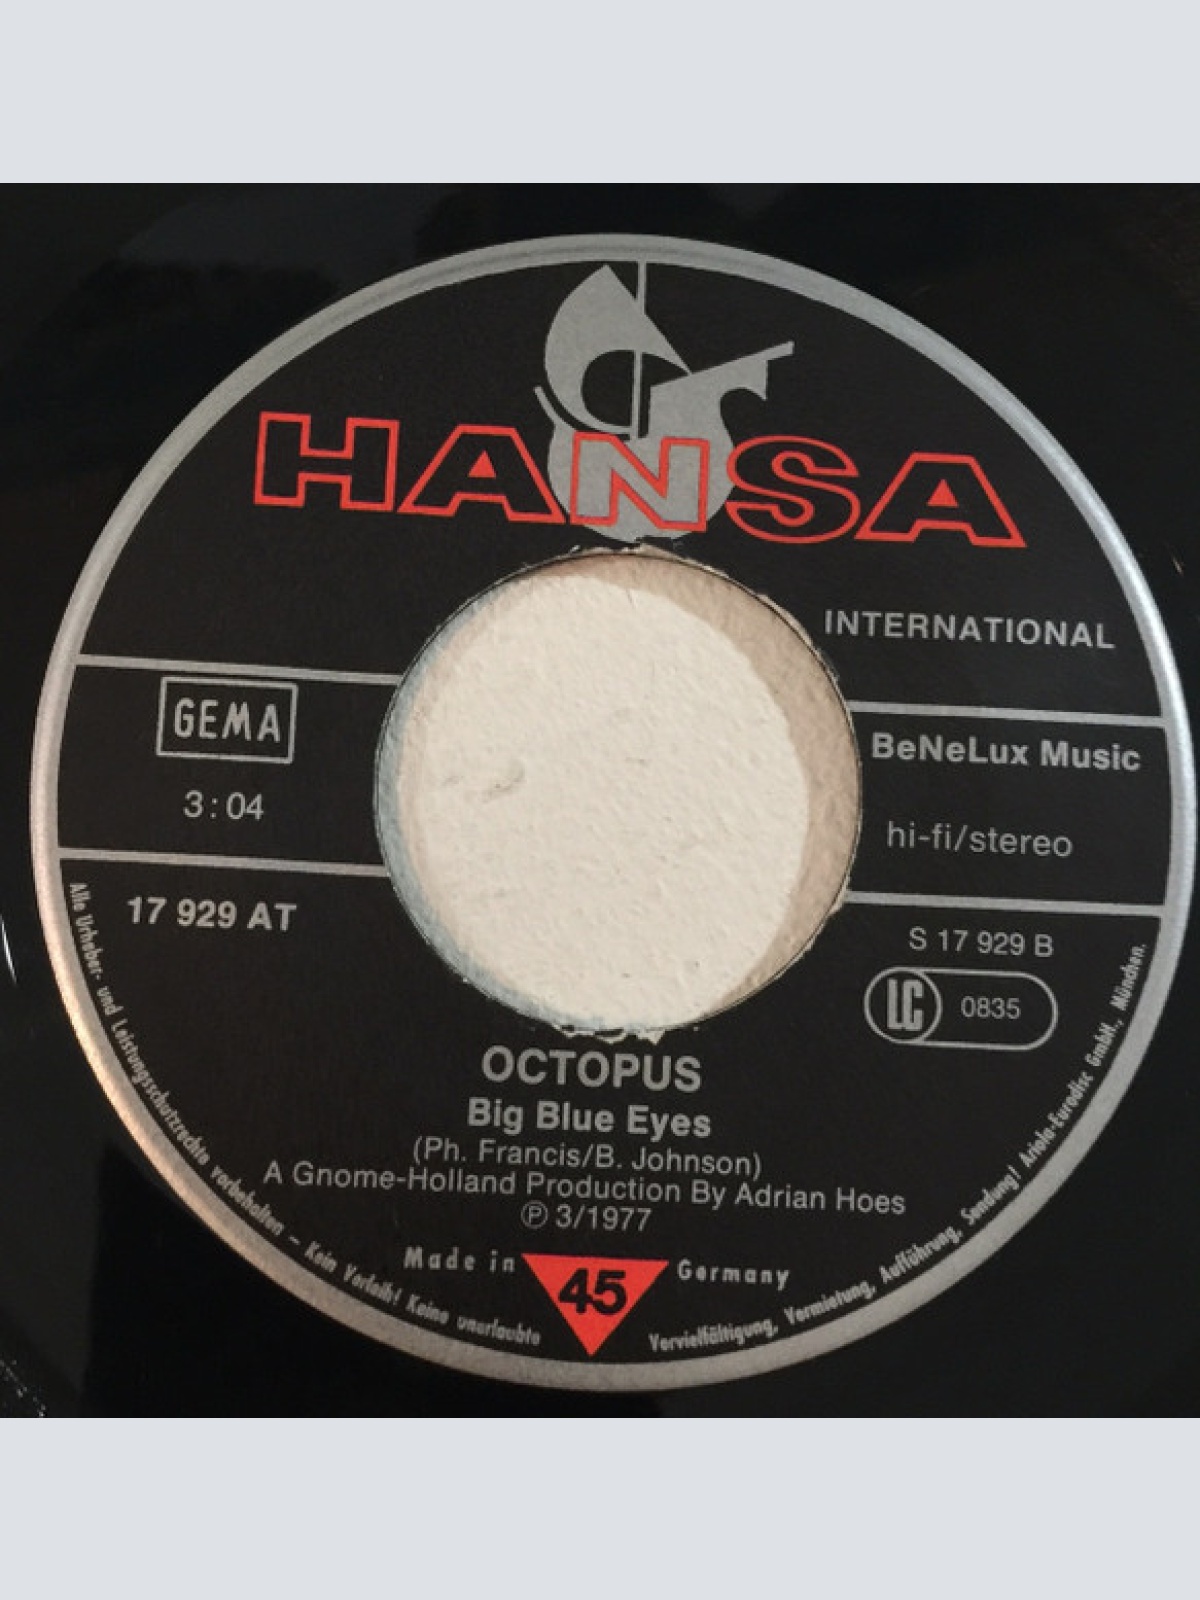 HANSA
INTERNATIONAL
GEMA
3:04
BeNeLux Music
hi-fi/stereo
17 929 AT
S 17 929 B
LC 0835
OCTOPUS
Big Blue Eyes
(Ph. Francis/B. Johnson)
A Gnome-Holland Production By Adrian Hoes
℗ 3/1977
Made in 45 Germany
Alle Urheber- und Leistungsschutzrechte vorbehalten – Kein Verleih! Keine unerlaubte Vervielfältigung, Vermietung, Aufführung, Sendung! Ariola-Eurodisc GmbH., München.